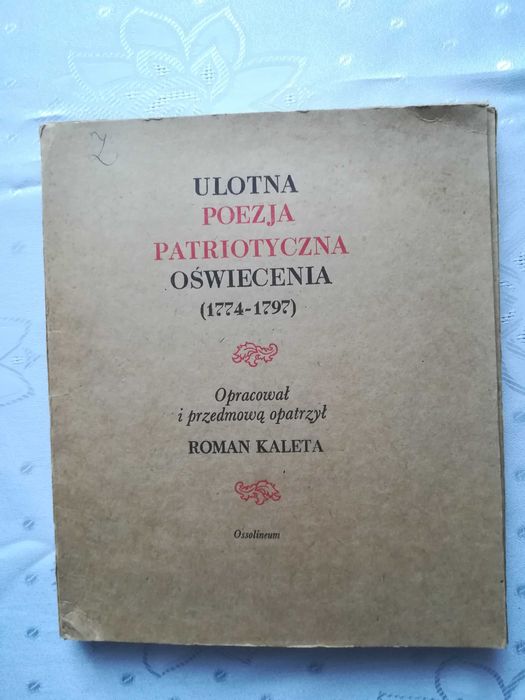 ULOTNA
POEZJA
PATRIOTYCZNA
OŚWIECENIA
(1774-1797)
Opracował
i przedmową opatrzył
ROMAN KALETA
Ossolineum